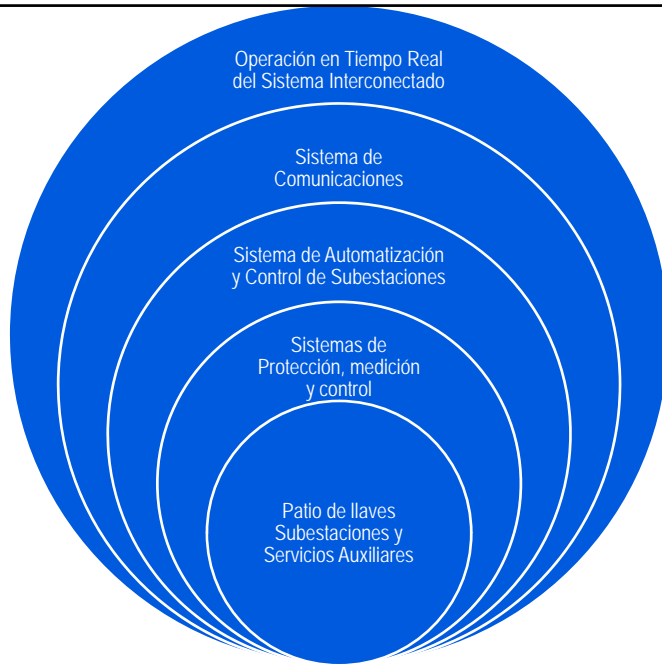 Operación en Tiempo Real
del Sistema Interconectado
Sistema de
Comunicaciones
Sistema de Automatización
y Control de Subestaciones
Sistemas de
Protección, medición
y control
Patio de llaves
Subestaciones y
Servicios Auxiliares